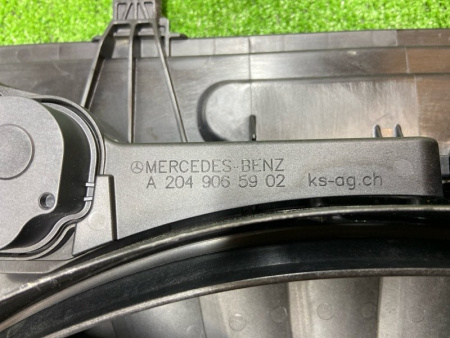 MERCEDES-BENZ
A 204 906 59 02 ks-ag.ch